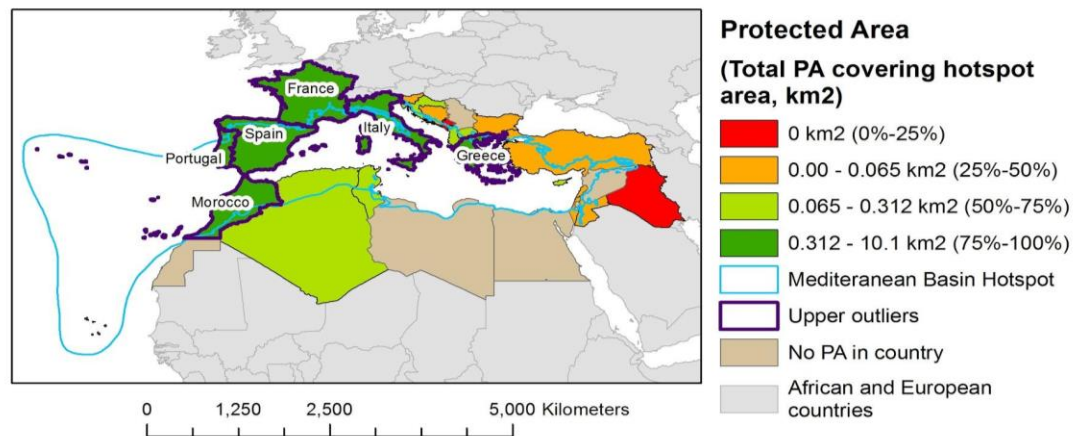 France
Spain
Italy
Portugal
Greece
Morocco
0 1,250 2,500 5,000 Kilometers
Protected Area
(Total PA covering hotspot
area, km2)
0 km2 (0%-25%)
0.00 - 0.065 km2 (25%-50%)
0.065 - 0.312 km2 (50%-75%)
0.312 - 10.1 km2 (75%-100%)
Mediteranean Basin Hotspot
Upper outliers
No PA in country
African and European
countries